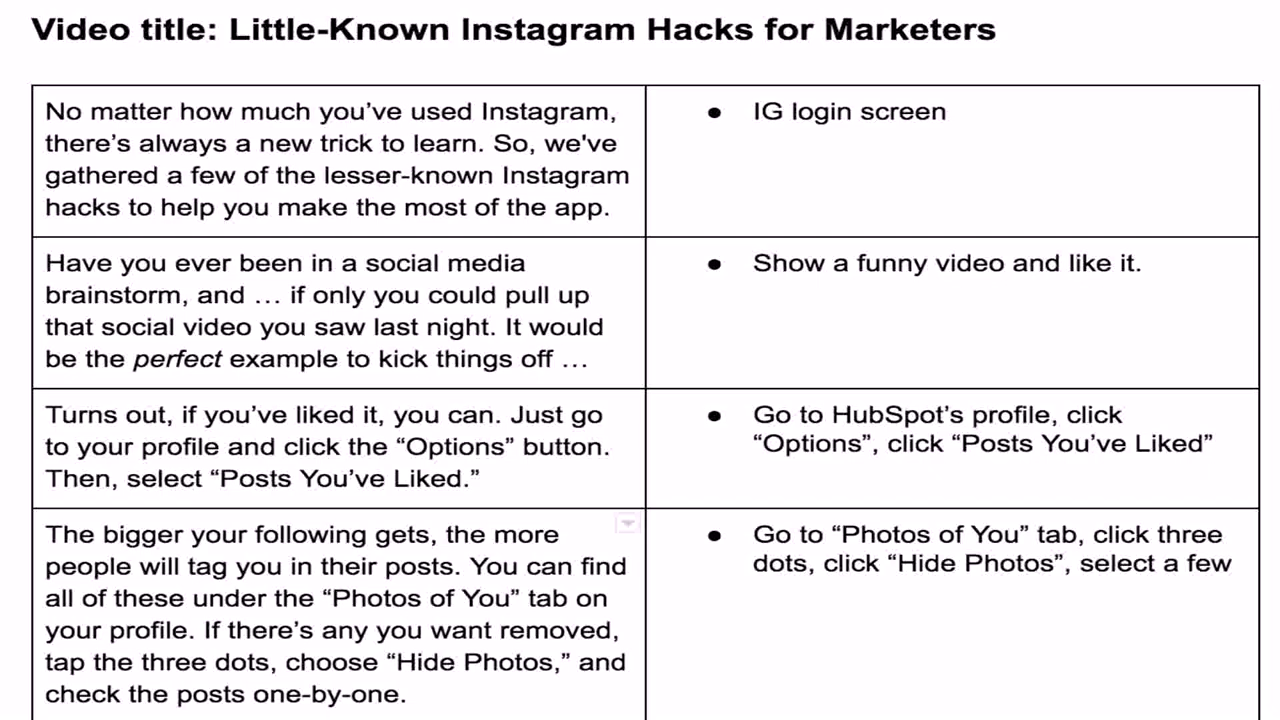 Video title: Little-Known Instagram Hacks for Marketers
No matter how much you’ve used Instagram,
there’s always a new trick to learn. So, we've
gathered a few of the lesser-known Instagram
hacks to help you make the most of the app.
● IG login screen
Have you ever been in a social media
brainstorm, and … if only you could pull up
that social video you saw last night. It would
be the perfect example to kick things off …
● Show a funny video and like it.
Turns out, if you’ve liked it, you can. Just go
to your profile and click the “Options” button.
Then, select “Posts You’ve Liked.”
● Go to HubSpot’s profile, click
“Options”, click “Posts You’ve Liked”
The bigger your following gets, the more
people will tag you in their posts. You can find
all of these under the “Photos of You” tab on
your profile. If there’s any you want removed,
tap the three dots, choose “Hide Photos,” and
check the posts one-by-one.
● Go to “Photos of You” tab, click three
dots, click “Hide Photos”, select a few